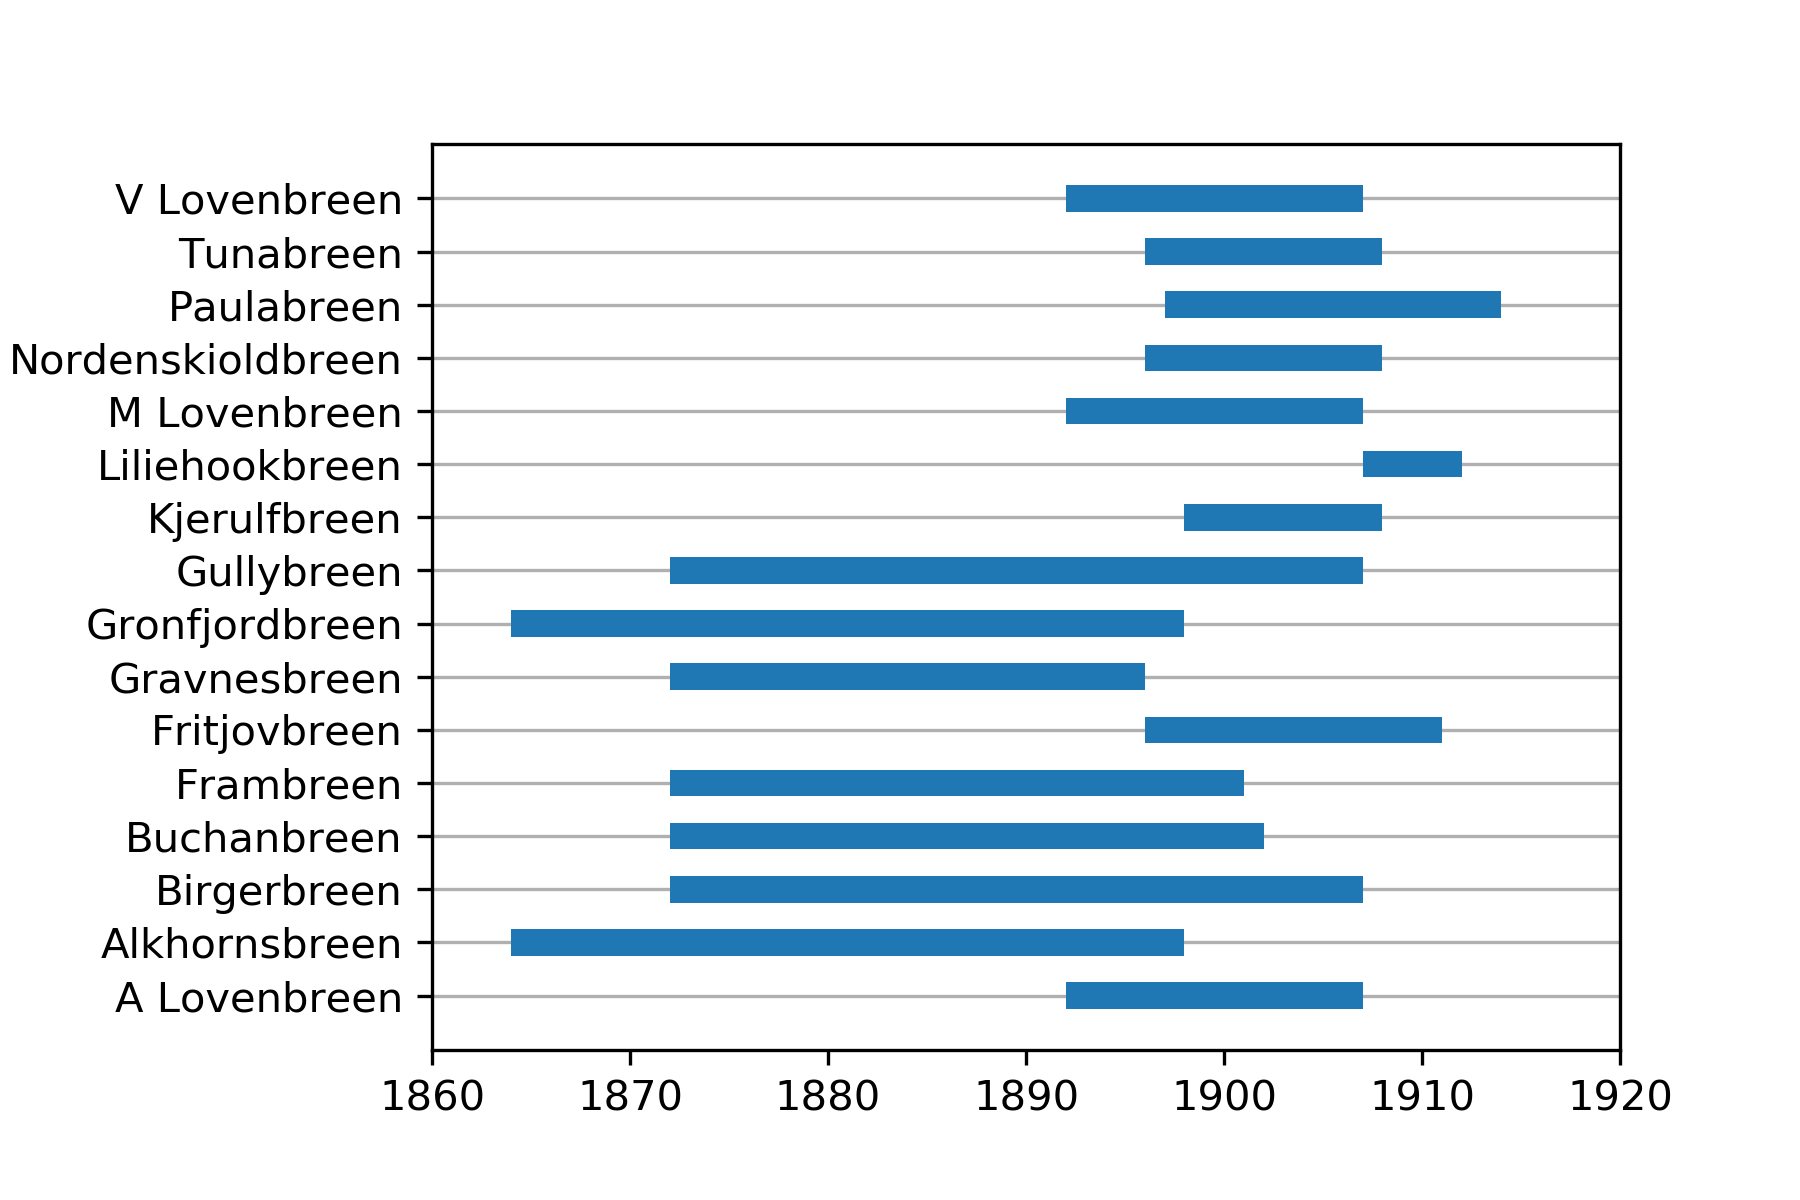 V Lovenbreen
Tunabreen
Paulabreen
Nordenskioldbreen
M Lovenbreen
Liliehookbreen
Kjerulfbreen
Gullybreen
Gronfjordbreen
Gravnesbreen
Fritjovbreen
Frambreen
Buchanbreen
Birgerbreen
Alkhornsbreen
A Lovenbreen
1860 1870 1880 1890 1900 1910 1920